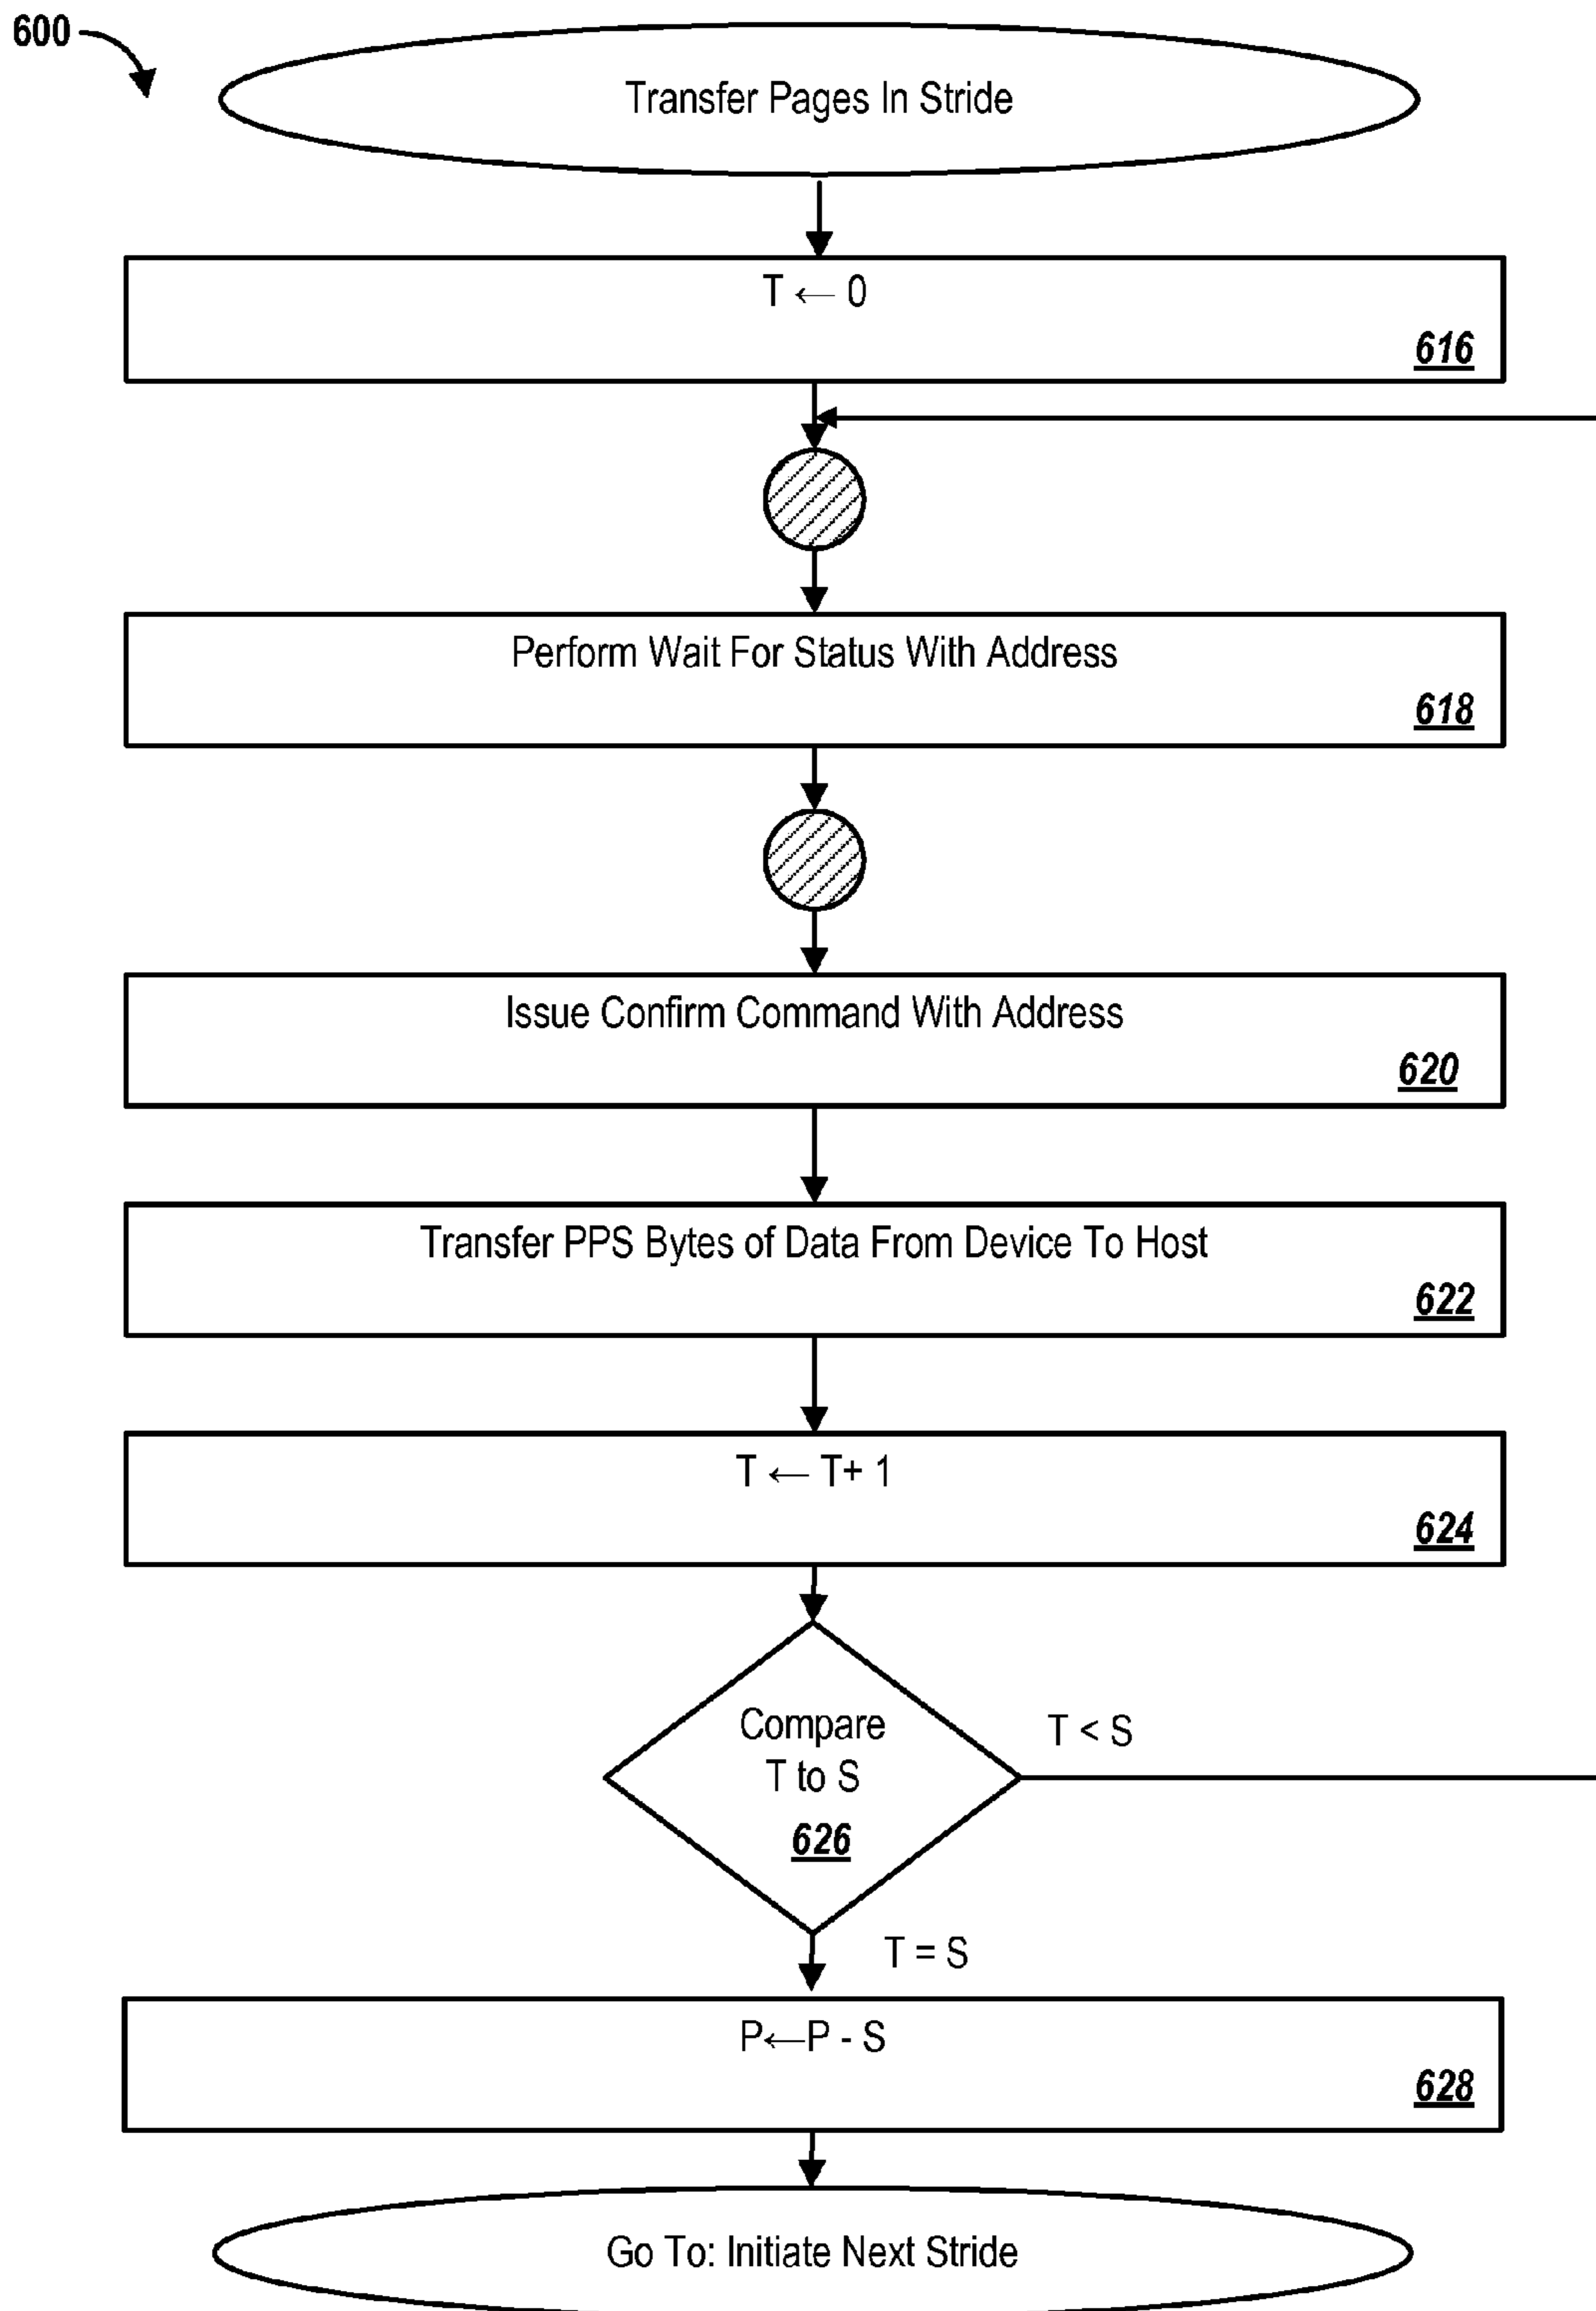 600
Transfer Pages In Stride
T ← 0
616
Perform Wait For Status With Address
618
Issue Confirm Command With Address
620
Transfer PPS Bytes of Data From Device To Host
622
T ← T+ 1
624
Compare
T to S
626
T < S
T = S
P←P - S
628
Go To: Initiate Next Stride